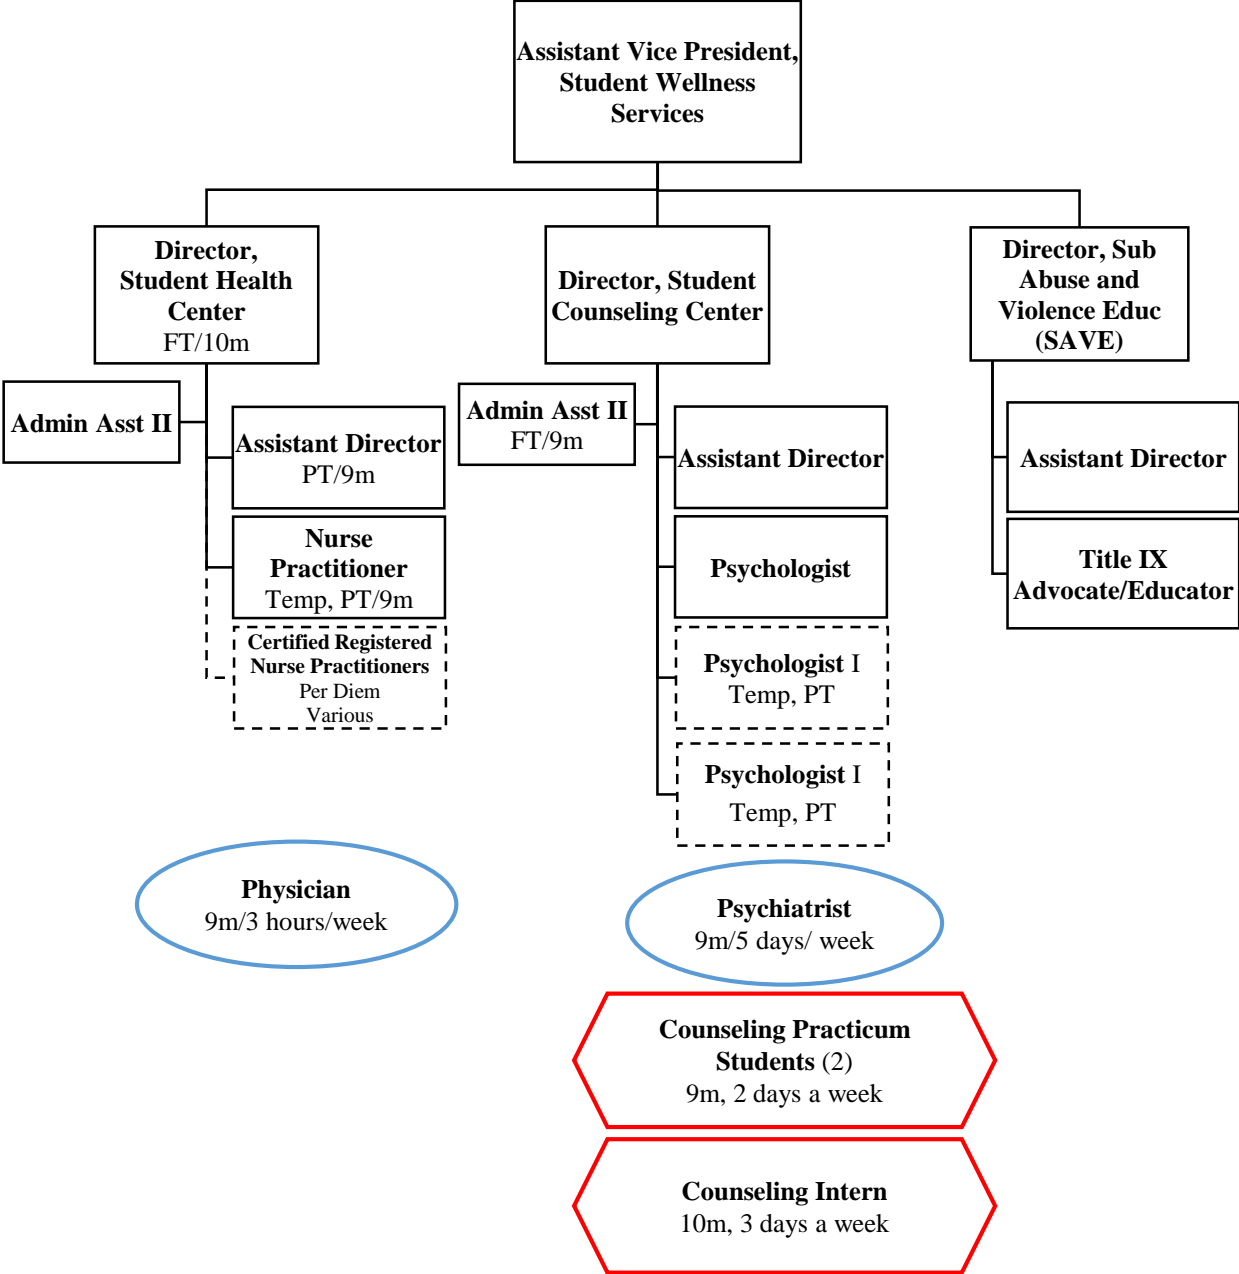 Assistant Vice President,
Student Wellness
Services
Director,
Student Health
Center
FT/10m
Director, Student
Counseling Center
Director, Sub
Abuse and
Violence Educ
(SAVE)
Admin Asst II
Assistant Director
PT/9m
Nurse
Practitioner
Temp, PT/9m
Certified Registered
Nurse Practitioners
Per Diem
Various
Admin Asst II
FT/9m
Assistant Director
Psychologist
Psychologist I
Temp, PT
Psychologist I
Temp, PT
Assistant Director
Title IX
Advocate/Educator
Physician
9m/3 hours/week
Psychiatrist
9m/5 days/ week
Counseling Practicum
Students (2)
9m, 2 days a week
Counseling Intern
10m, 3 days a week